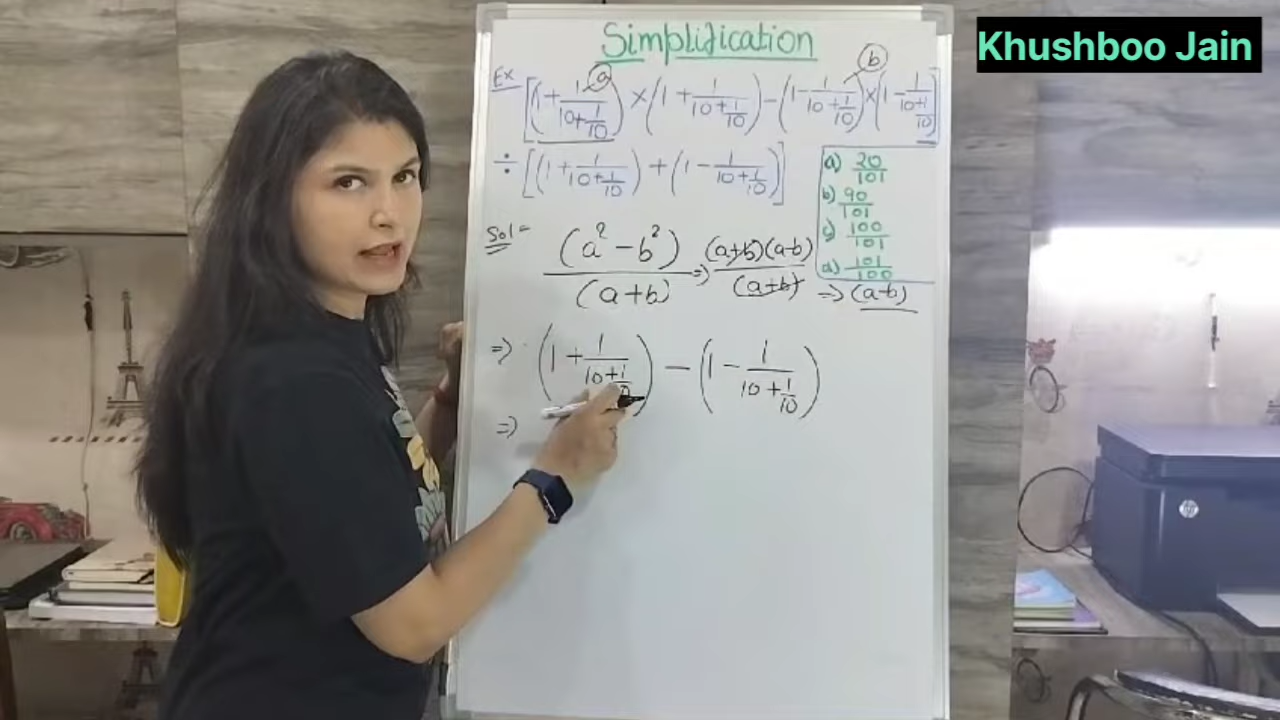 Khushboo Jain
Simplification
Ex [(1 + 1/(10 + 1/10)) × (1 + 1/(10 + 1/10)) - (1 - 1/(10 + 1/10)) × (1 - 1/(10 + 1/10))]
a
b
÷ [(1 + 1/(10 + 1/10)) + (1 - 1/(10 + 1/10))]
a) 20/101
b) 90/101
c) 100/101
d) 101/100
Sol = (a² - b²)/(a + b) => (a+b)(a-b)/(a+b) => (a-b)
=> (1 + 1/(10 + 1/10)) - (1 - 1/(10 + 1/10))
=>
hp